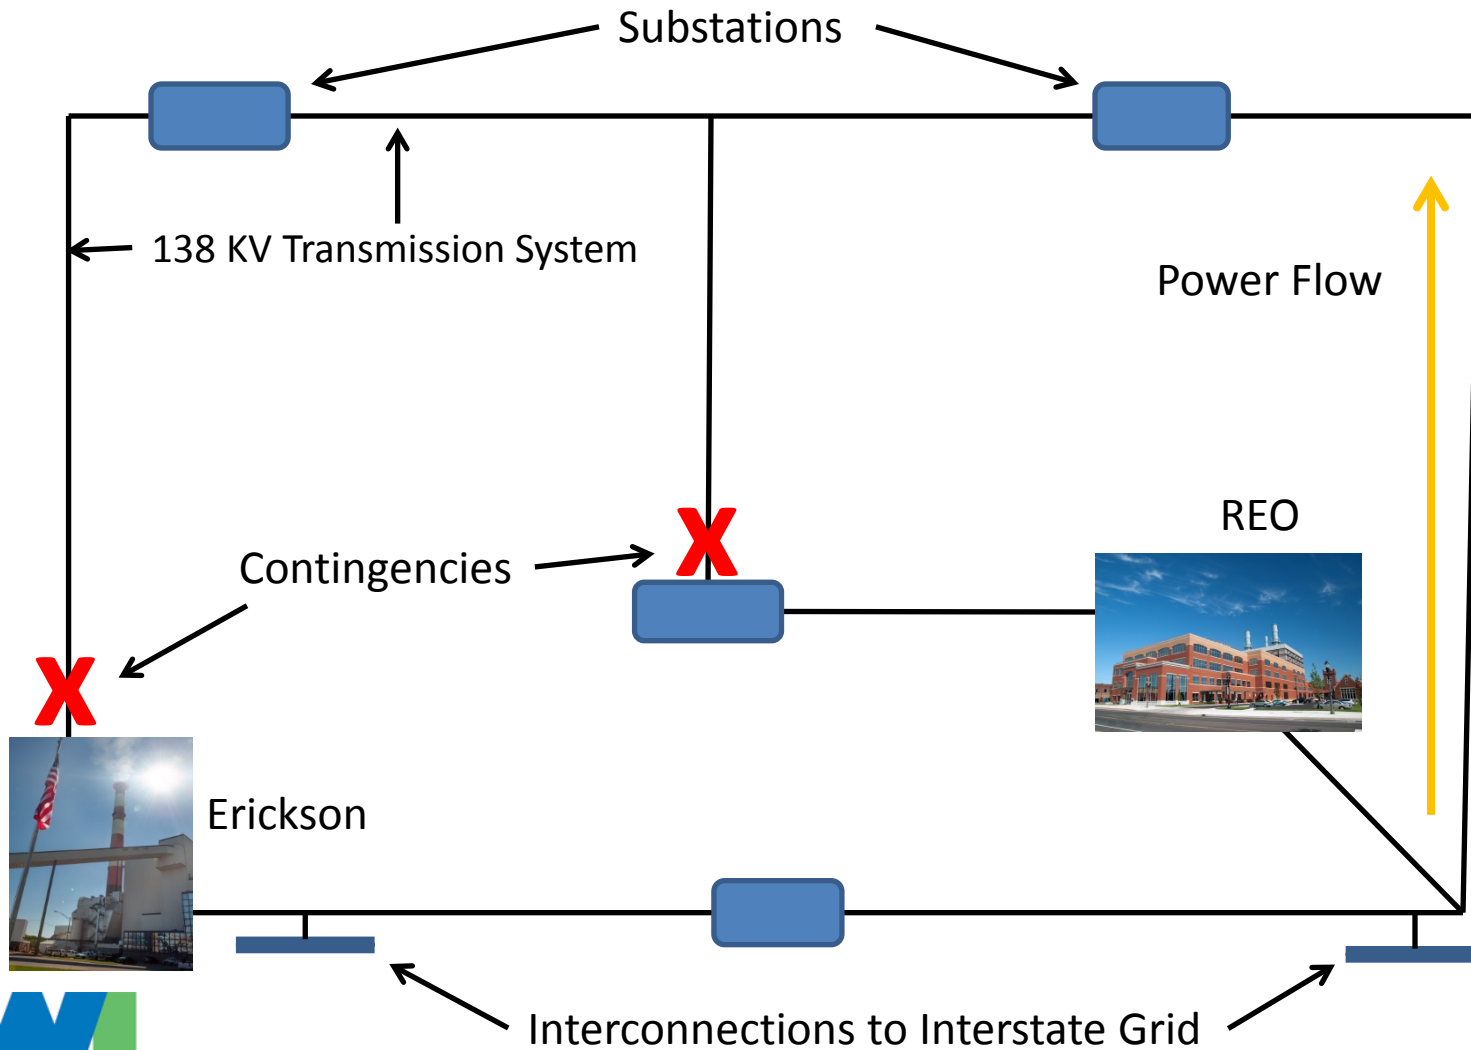 Substations
138 KV Transmission System
Power Flow
REO
Contingencies
X
X
Erickson
Interconnections to Interstate Grid